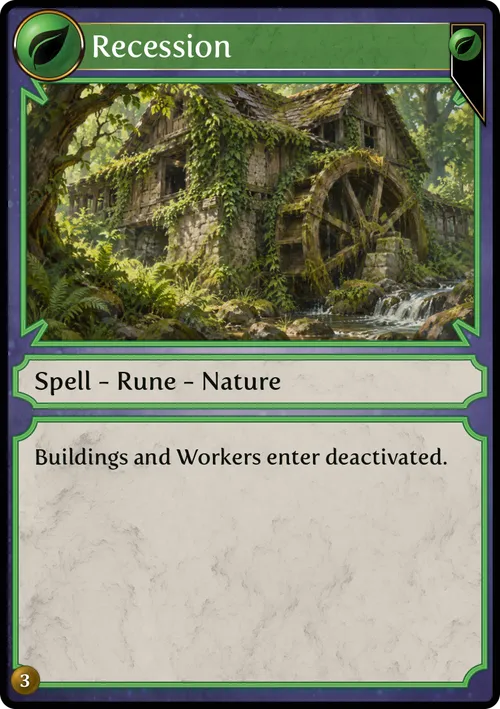 Recession
Spell - Rune - Nature
Buildings and Workers enter deactivated.
3